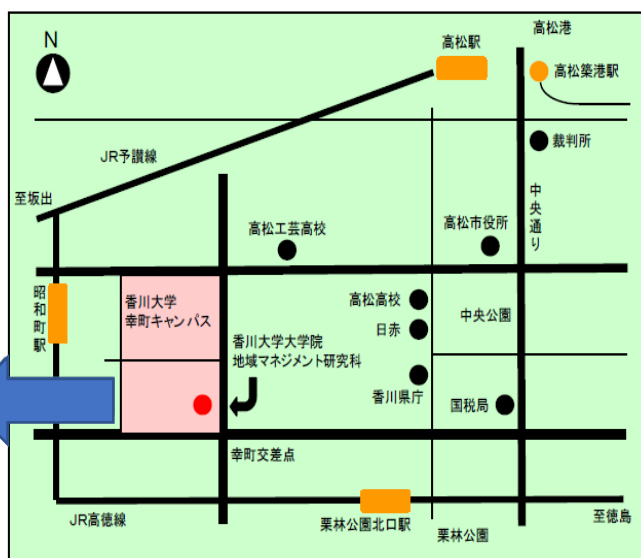 高松港
N
高松駅
高松築港駅
JR予讃線
裁判所
至坂出
中央通り
高松工芸高校
高松市役所
昭和町駅
香川大学
幸町キャンパス
高松高校
日赤
中央公園
香川大学大学院
地域マネジメント研究科
香川県庁
国税局
幸町交差点
JR高徳線
栗林公園北口駅
栗林公園
至徳島